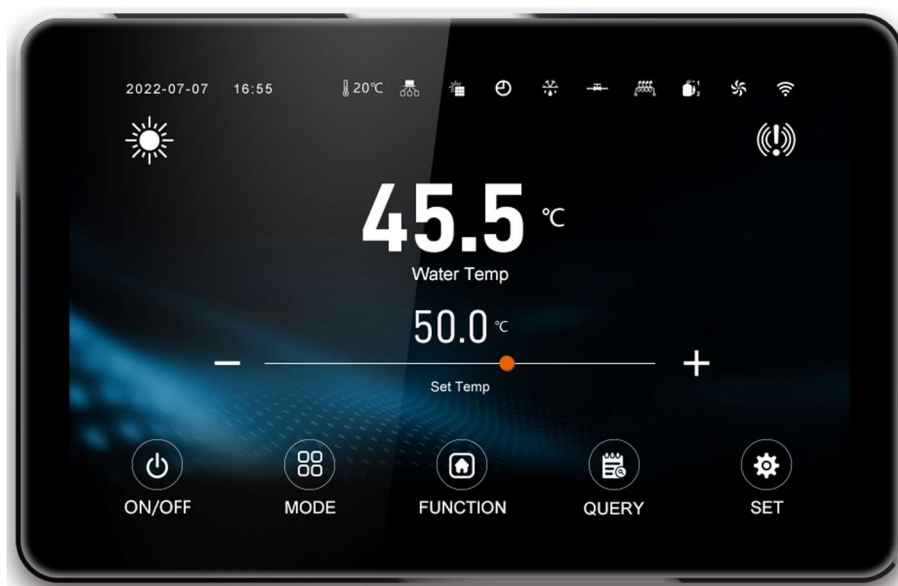 2022-07-07 16:55 20℃
45.5 ℃
Water Temp
50.0 ℃
Set Temp
ON/OFF MODE FUNCTION QUERY SET